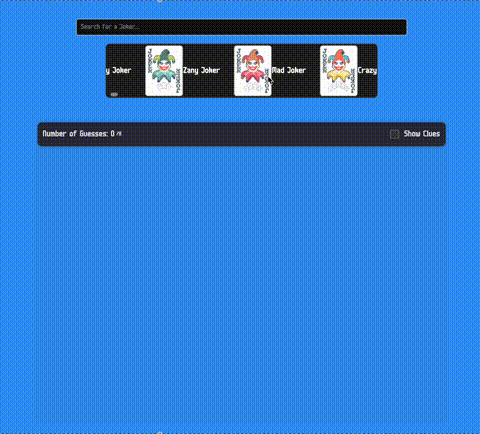 Search for a Joker...
y Joker
JOKER
JOKER
Zany Joker
JOKER
JOKER
Mad Joker
JOKER
JOKER
Crazy
Number of Guesses: 0 /8
Show Clues